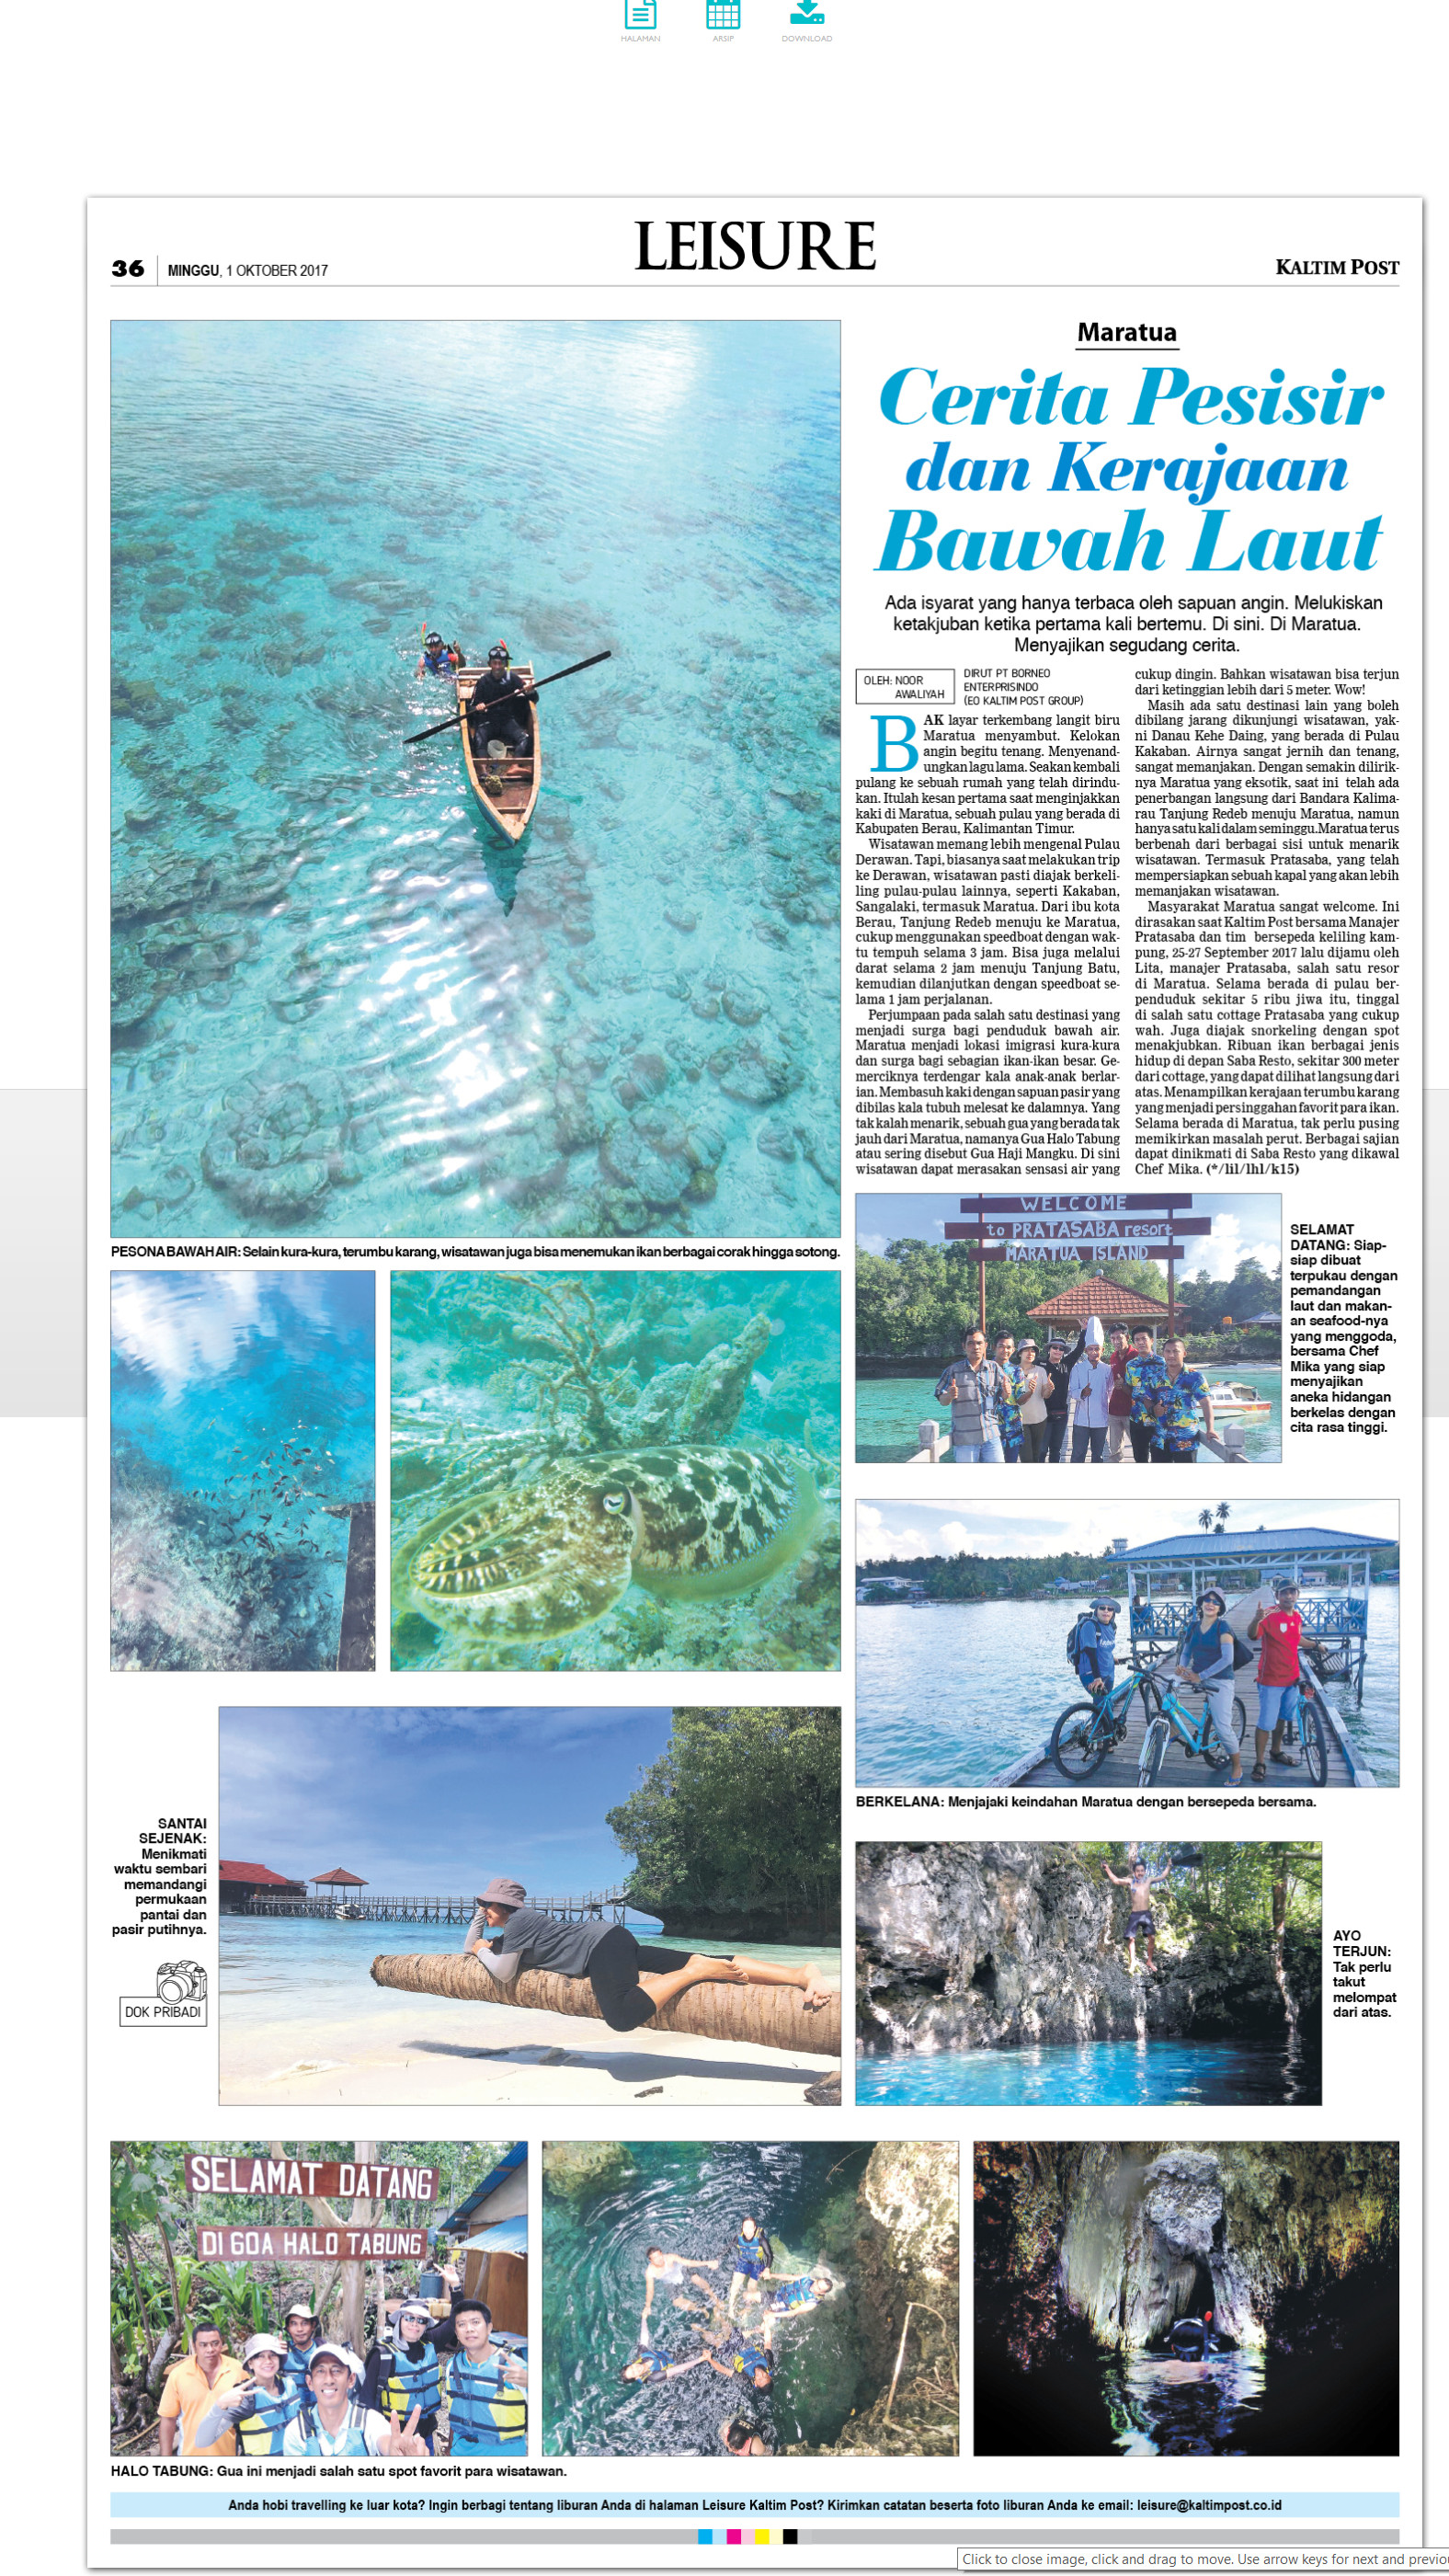 HALAMAN
ARSIP
DOWNLOAD
36
MINGGU, 1 OKTOBER 2017
LEISURE
KALTIM POST
Maratua
Cerita Pesisir
dan Kerajaan
Bawah Laut
Ada isyarat yang hanya terbaca oleh sapuan angin. Melukiskan
ketakjuban ketika pertama kali bertemu. Di sini. Di Maratua.
Menyajikan segudang cerita.
OLEH: NOOR
AWALIYAH
DIRUT PT BORNEO
ENTERPRISINDO
(EO KALTIM POST GROUP)
BAK layar terkembang langit biru
Maratua menyambut. Kelokan
angin begitu tenang. Menyenand-
ungkan lagu lama. Seakan kembali
pulang ke sebuah rumah yang telah dirindu-
kan. Itulah kesan pertama saat menginjakkan
kaki di Maratua, sebuah pulau yang berada di
Kabupaten Berau, Kalimantan Timur.
Wisatawan memang lebih mengenal Pulau
Derawan. Tapi, biasanya saat melakukan trip
ke Derawan, wisatawan pasti diajak berkeli-
ling pulau-pulau lainnya, seperti Kakaban,
Sangalaki, termasuk Maratua. Dari ibu kota
Berau, Tanjung Redeb menuju ke Maratua,
cukup menggunakan speedboat dengan wak-
tu tempuh selama 3 jam. Bisa juga melalui
darat selama 2 jam menuju Tanjung Batu,
kemudian dilanjutkan dengan speedboat se-
lama 1 jam perjalanan.
Perjumpaan pada salah satu destinasi yang
menjadi surga bagi penduduk bawah air.
Maratua menjadi lokasi imigrasi kura-kura
dan surga bagi sebagian ikan-ikan besar. Ge-
merciknya terdengar kala anak-anak berlar-
ian. Membasuh kaki dengan sapuan pasir yang
dibilas kala tubuh melesat ke dalamnya. Yang
tak kalah menarik, sebuah gua yang berada tak
jauh dari Maratua, namanya Gua Halo Tabung
atau sering disebut Gua Haji Mangku. Di sini
wisatawan dapat merasakan sensasi air yang
cukup dingin. Bahkan wisatawan bisa terjun
dari ketinggian lebih dari 5 meter. Wow!
Masih ada satu destinasi lain yang boleh
dibilang jarang dikunjungi wisatawan, yak-
ni Danau Kehe Daing, yang berada di Pulau
Kakaban. Airnya sangat jernih dan tenang,
sangat memanjakan. Dengan semakin dilirik-
nya Maratua yang eksotik, saat ini telah ada
penerbangan langsung dari Bandara Kalima-
rau Tanjung Redeb menuju Maratua, namun
hanya satu kali dalam seminggu. Maratua terus
berbenah dari berbagai sisi untuk menarik
wisatawan. Termasuk Pratasaba, yang telah
mempersiapkan sebuah kapal yang akan lebih
memanjakan wisatawan.
Masyarakat Maratua sangat welcome. Ini
dirasakan saat Kaltim Post bersama Manajer
Pratasaba dan tim bersepeda keliling kam-
pung, 25-27 September 2017 lalu dijamu oleh
Lita, manajer Pratasaba, salah satu resor
di Maratua. Selama berada di pulau ber-
penduduk sekitar 5 ribu jiwa itu, tinggal
di salah satu cottage Pratasaba yang cukup
wah. Juga diajak snorkeling dengan spot
menakjubkan. Ribuan ikan berbagai jenis
hidup di depan Saba Resto, sekitar 300 meter
dari cottage, yang dapat dilihat langsung dari
atas. Menampilkan kerajaan terumbu karang
yang menjadi persinggahan favorit para ikan.
Selama berada di Maratua, tak perlu pusing
memikirkan masalah perut. Berbagai sajian
dapat dinikmati di Saba Resto yang dikawal
Chef Mika. (*/lil/lhl/k15)
PESONA BAWAH AIR: Selain kura-kura, terumbu karang, wisatawan juga bisa menemukan ikan berbagai corak hingga sotong.
WELCOME
to PRATASABA resort
MARATUA ISLAND
SELAMAT
DATANG: Siap-
siap dibuat
terpukau dengan
pemandangan
laut dan makan-
an seafood-nya
yang menggoda,
bersama Chef
Mika yang siap
menyajikan
aneka hidangan
berkelas dengan
cita rasa tinggi.
BERKELANA: Menjajaki keindahan Maratua dengan bersepeda bersama.
SANTAI
SEJENAK:
Menikmati
waktu sembari
memandangi
permukaan
pantai dan
pasir putihnya.
DOK PRIBADI
AYO
TERJUN:
Tak perlu
takut
melompat
dari atas.
SELAMAT DATANG
DI GOA HALO TABUNG
HALO TABUNG: Gua ini menjadi salah satu spot favorit para wisatawan.
Anda hobi travelling ke luar kota? Ingin berbagi tentang liburan Anda di halaman Leisure Kaltim Post? Kirimkan catatan beserta foto liburan Anda ke email: leisure@kaltimpost.co.id
Click to close image, click and drag to move. Use arrow keys for next and previou